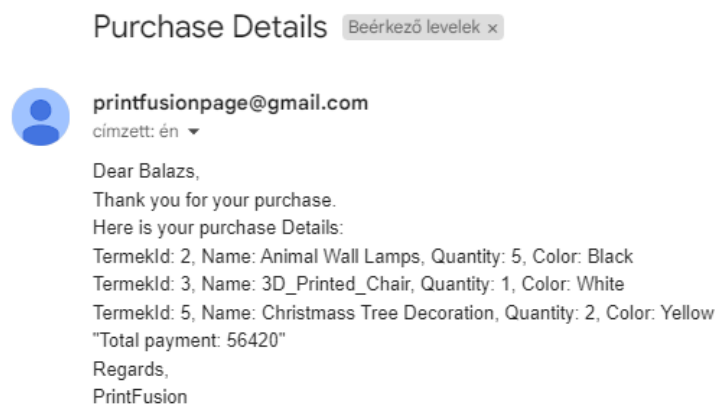 Purchase Details Beérkező levelek ×
printfusionpage@gmail.com
címzett: én
Dear Balazs,
Thank you for your purchase.
Here is your purchase Details:
TermekId: 2, Name: Animal Wall Lamps, Quantity: 5, Color: Black
TermekId: 3, Name: 3D_Printed_Chair, Quantity: 1, Color: White
TermekId: 5, Name: Christmass Tree Decoration, Quantity: 2, Color: Yellow
"Total payment: 56420"
Regards,
PrintFusion